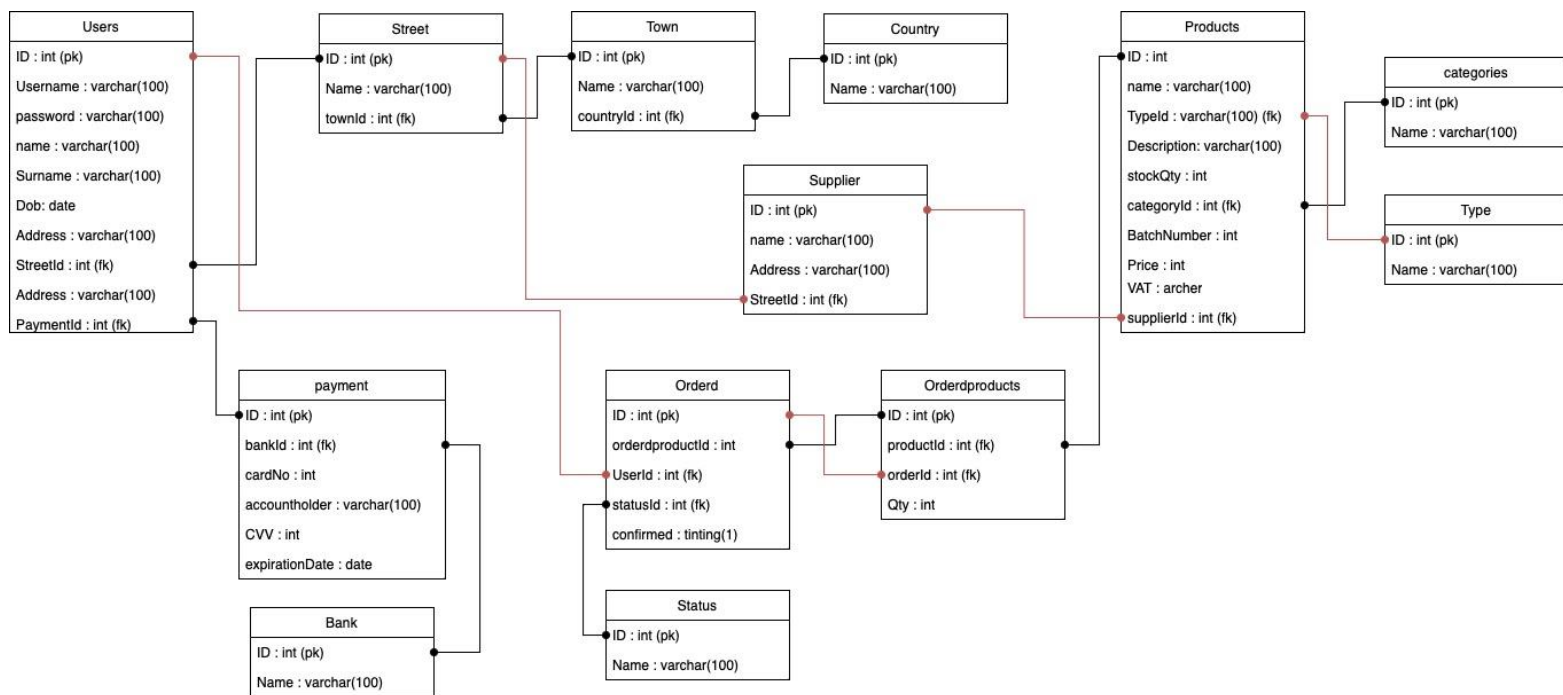 Users
ID : int (pk)
Username : varchar(100)
password : varchar(100)
name : varchar(100)
Surname : varchar(100)
Dob: date
Address : varchar(100)
StreetId : int (fk)
Address : varchar(100)
PaymentId : int (fk)
Street
ID : int (pk)
Name : varchar(100)
townId : int (fk)
Town
ID : int (pk)
Name : varchar(100)
countryId : int (fk)
Country
ID : int (pk)
Name : varchar(100)
Products
ID : int
name : varchar(100)
TypeId : varchar(100) (fk)
Description: varchar(100)
stockQty : int
categoryId : int (fk)
BatchNumber : int
Price : int
VAT : archer
supplierId : int (fk)
categories
ID : int (pk)
Name : varchar(100)
Type
ID : int (pk)
Name : varchar(100)
Supplier
ID : int (pk)
name : varchar(100)
Address : varchar(100)
StreetId : int (fk)
payment
ID : int (pk)
bankId : int (fk)
cardNo : int
accountholder : varchar(100)
CVV : int
expirationDate : date
Orderd
ID : int (pk)
orderdproductId : int
UserId : int (fk)
statusId : int (fk)
confirmed : tinting(1)
Orderdproducts
ID : int (pk)
productId : int (fk)
orderId : int (fk)
Qty : int
Bank
ID : int (pk)
Name : varchar(100)
Status
ID : int (pk)
Name : varchar(100)